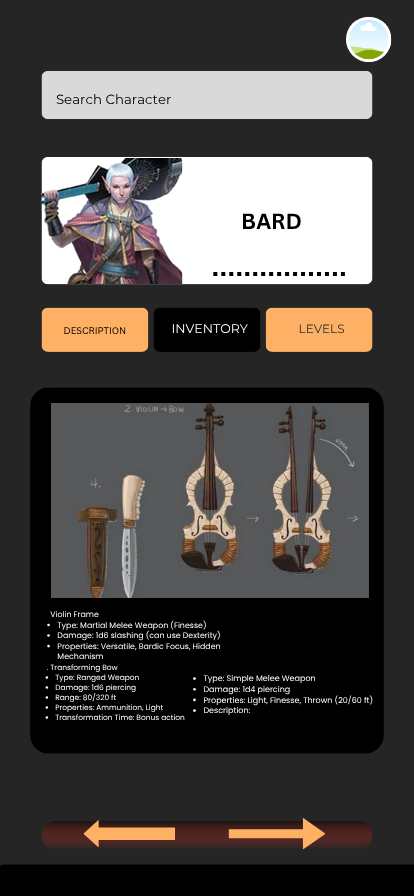 Search Character
BARD
DESCRIPTION
INVENTORY
LEVELS
2. VIOLIN → BOW
OPEN
4.
Violin Frame
• Type: Martial Melee Weapon (Finesse)
• Damage: 1d6 slashing (can use Dexterity)
• Properties: Versatile, Bardic Focus, Hidden
Mechanism
. Transforming Bow
• Type: Ranged Weapon
• Damage: 1d6 piercing
• Range: 80/320 ft
• Properties: Ammunition, Light
• Transformation Time: Bonus action
• Type: Simple Melee Weapon
• Damage: 1d4 piercing
• Properties: Light, Finesse, Thrown (20/60 ft)
• Description: